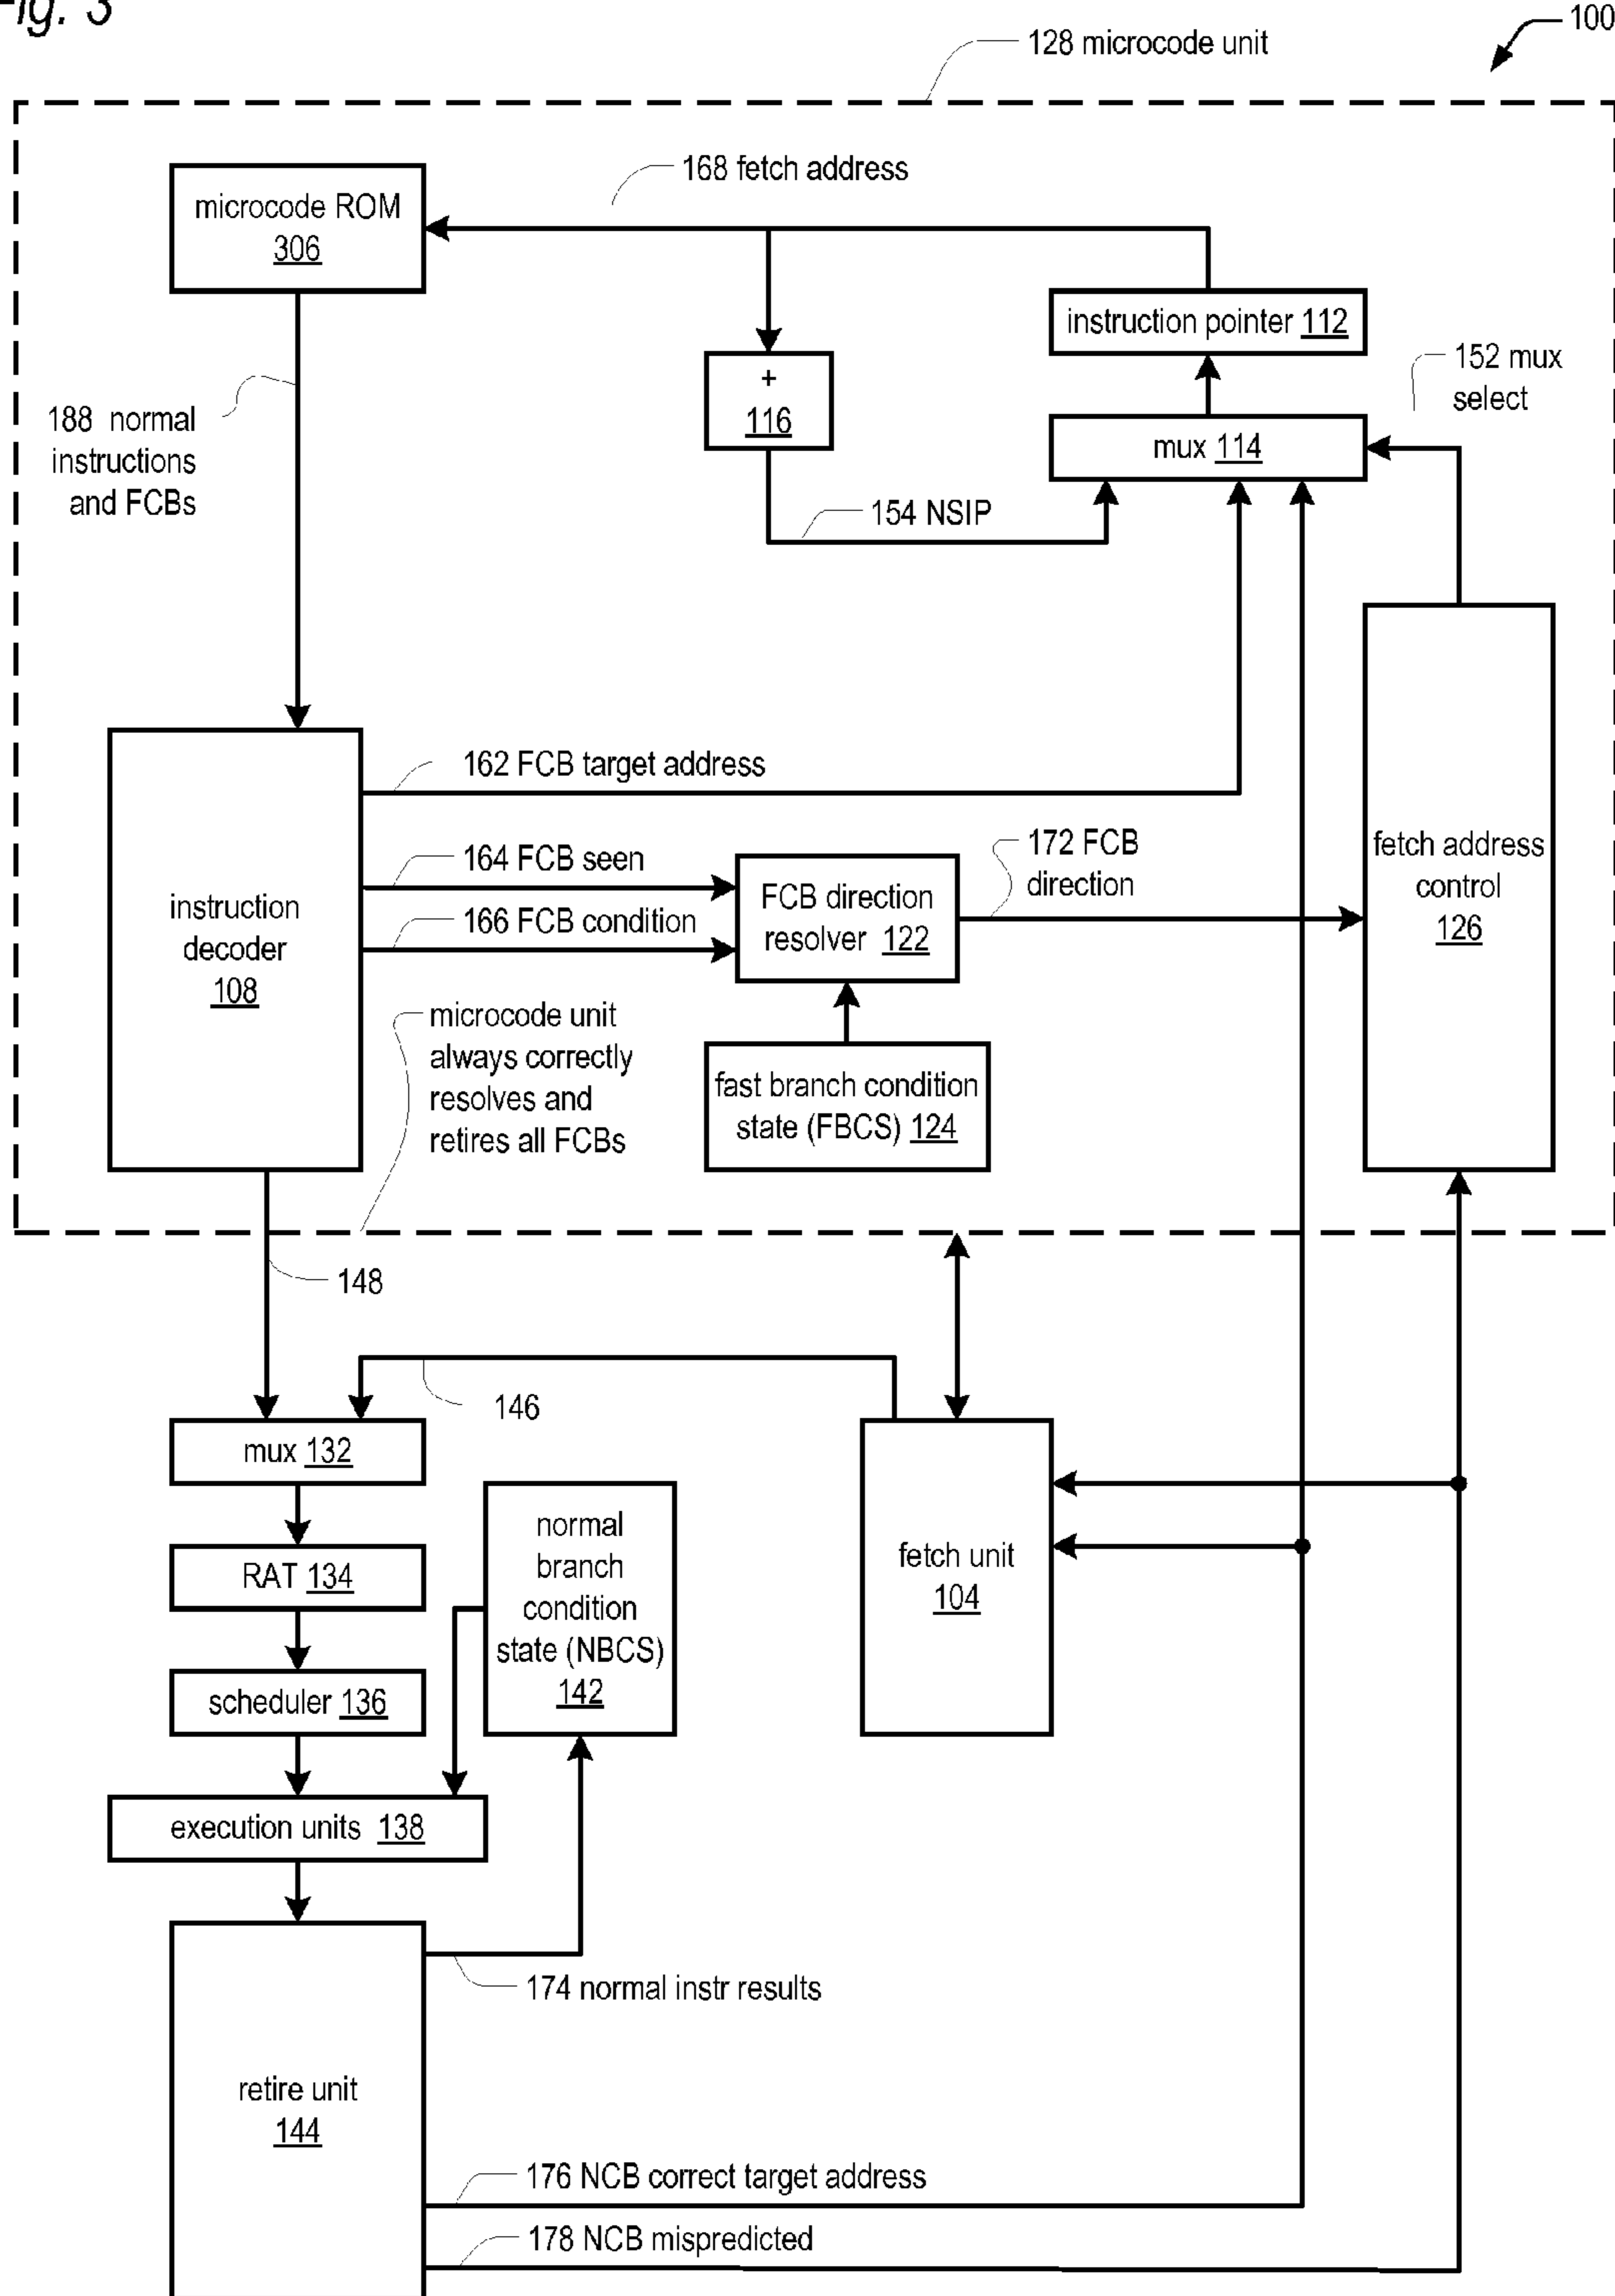 Fig. 3
100
128 microcode unit
168 fetch address
microcode ROM
306
instruction pointer 112
152 mux
select
+
116
188 normal
instructions
and FCBs
mux 114
154 NSIP
162 FCB target address
164 FCB seen
166 FCB condition
172 FCB
direction
FCB direction
resolver 122
fetch address
control
126
instruction
decoder
108
microcode unit
always correctly
resolves and
retires all FCBs
fast branch condition
state (FBCS) 124
148
146
mux 132
normal
branch
condition
state (NBCS)
142
RAT 134
fetch unit
104
scheduler 136
execution units 138
174 normal instr results
retire unit
144
176 NCB correct target address
178 NCB mispredicted